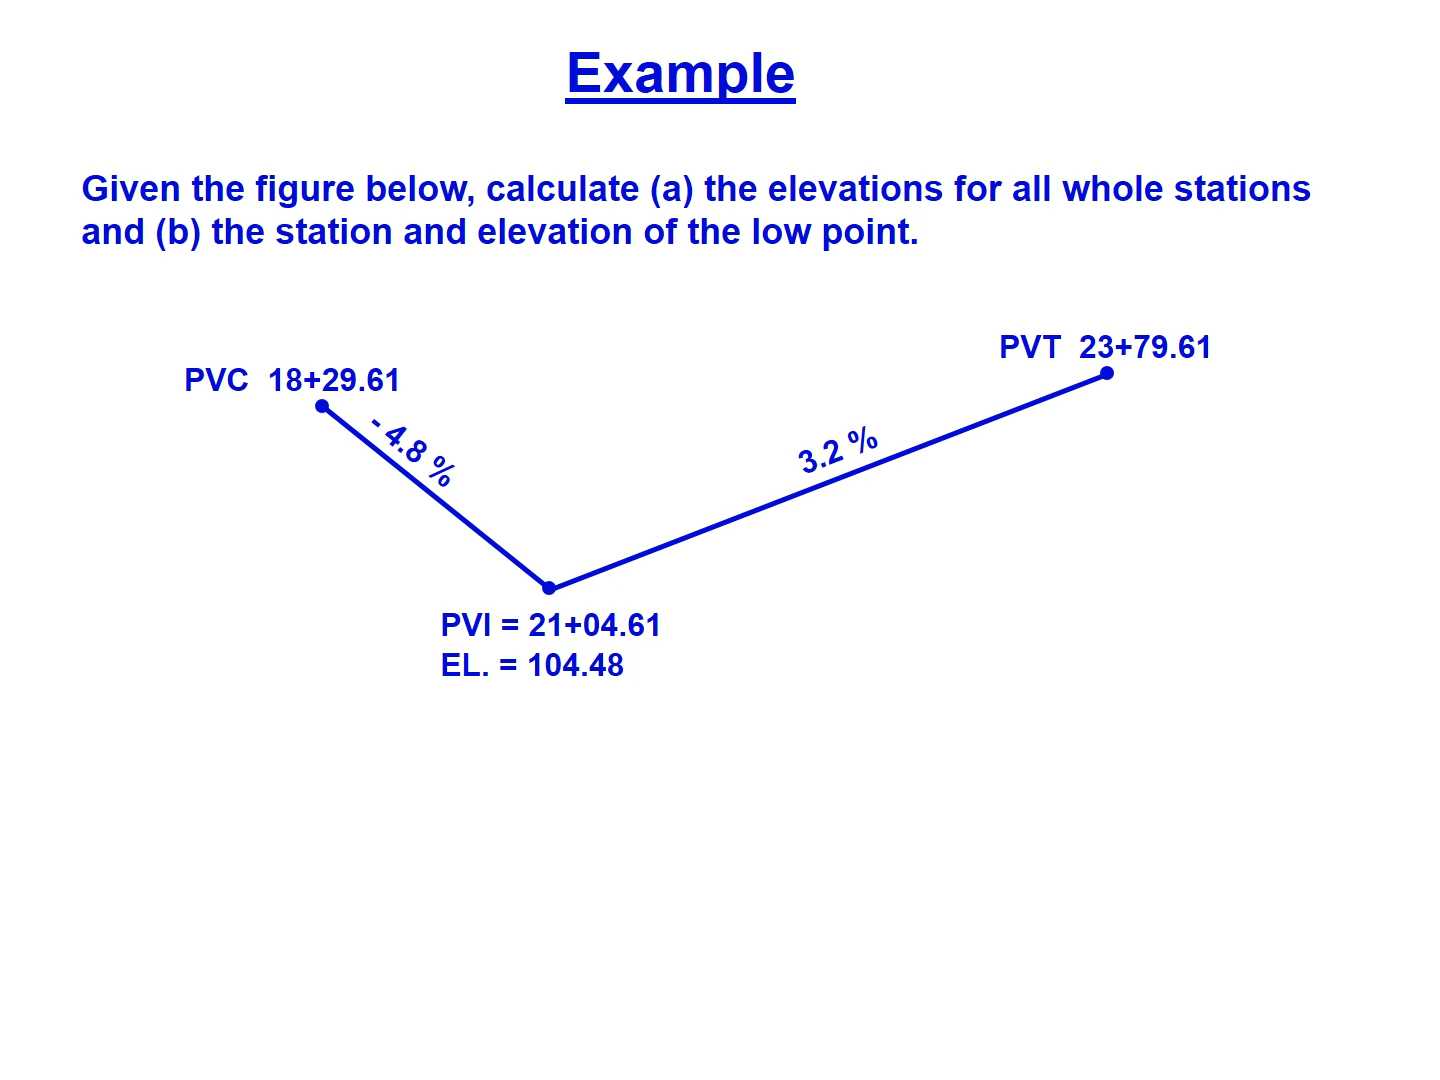 Example
Given the figure below, calculate (a) the elevations for all whole stations
and (b) the station and elevation of the low point.
PVT 23+79.61
PVC 18+29.61
- 4.8 %
3.2 %
PVI = 21+04.61
EL. = 104.48